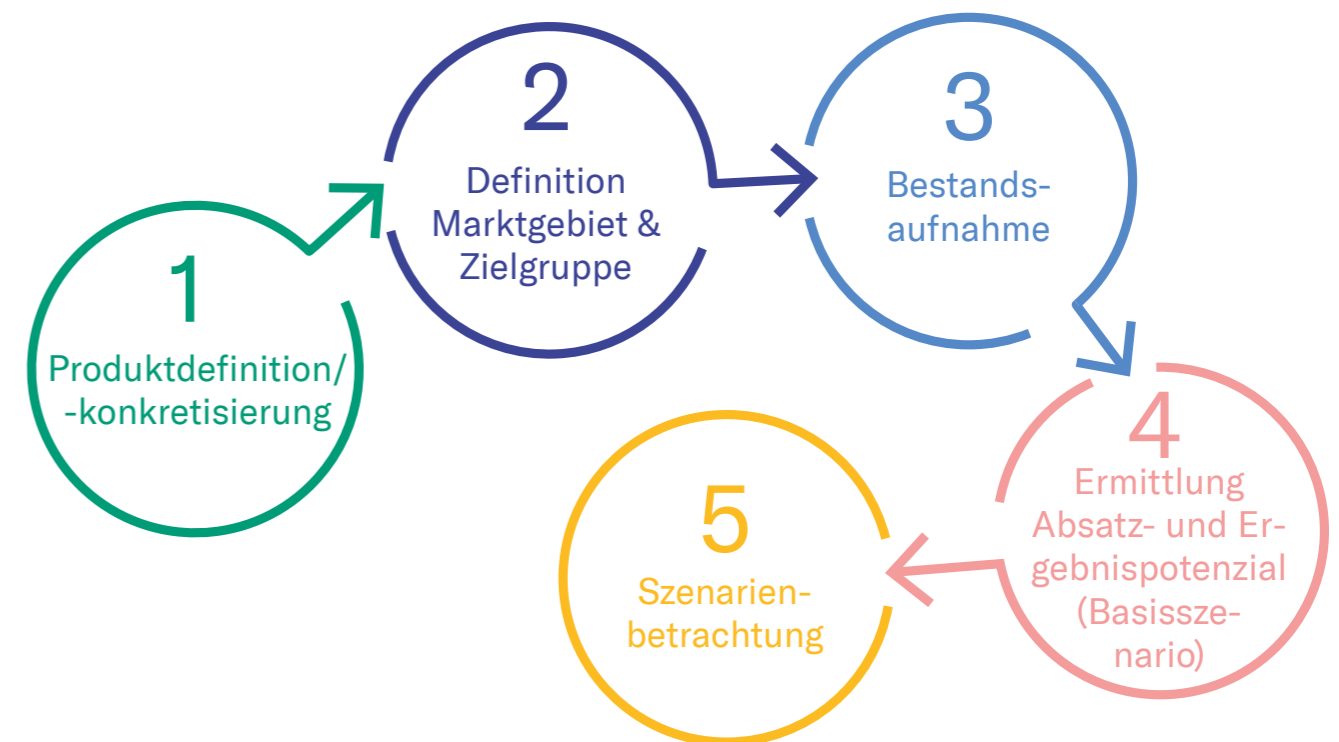 1
Produktdefinition/
-konkretisierung
2
Definition
Marktgebiet &
Zielgruppe
3
Bestands-
aufnahme
4
Ermittlung
Absatz- und Er-
gebnispotenzial
(Basissze-
nario)
5
Szenarien-
betrachtung